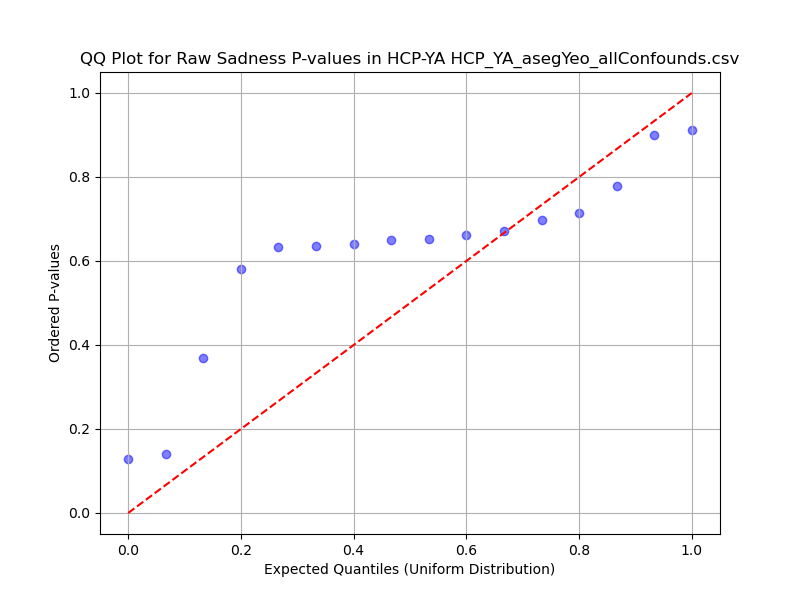 QQ Plot for Raw Sadness P-values in HCP-YA HCP_YA_asegYeo_allConfounds.csv
Ordered P-values
1.0
0.8
0.6
0.4
0.2
0.0
0.0 0.2 0.4 0.6 0.8 1.0
Expected Quantiles (Uniform Distribution)